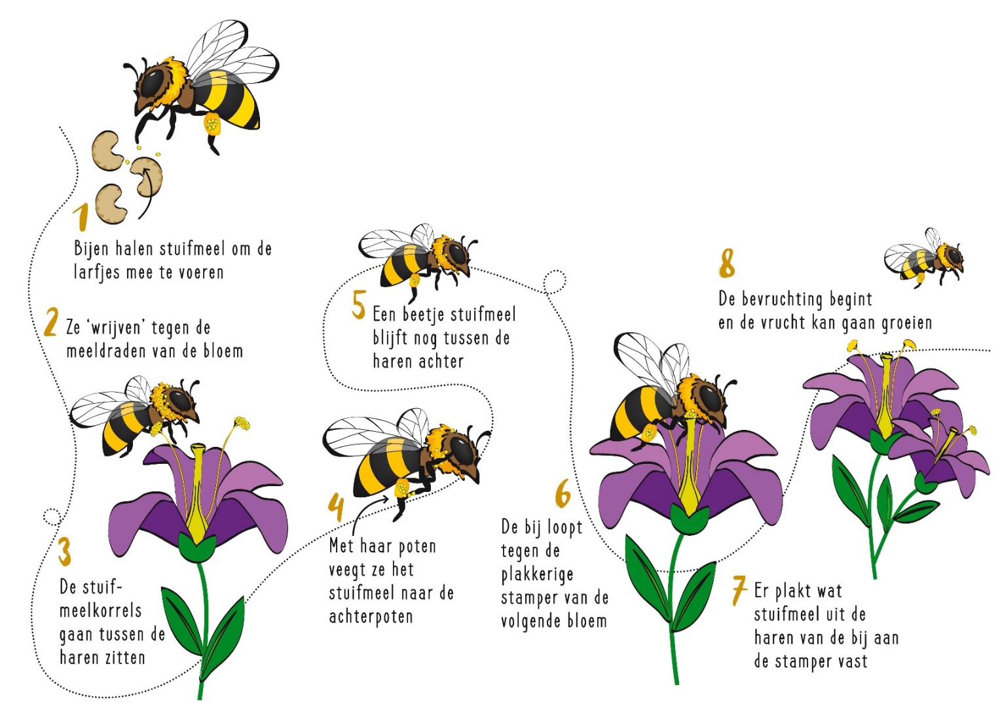 1
Bijen halen stuifmeel om de
larfjes mee te voeren
2
Ze 'wrijven' tegen de
meeldraden van de bloem
3
De stuif-
meelkorrels
gaan tussen de
haren zitten
4
Met haar poten
veegt ze het
stuifmeel naar de
achterpoten
5
Een beetje stuifmeel
blijft nog tussen de
haren achter
6
De bij loopt
tegen de
plakkerige
stamper van de
volgende bloem
7
Er plakt wat
stuifmeel uit de
haren van de bij aan
de stamper vast
8
De bevruchting begint
en de vrucht kan gaan groeien